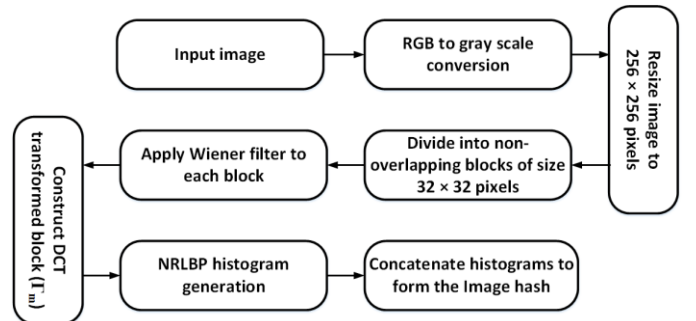 Input image
RGB to gray scale
conversion
Resize image to
256 × 256 pixels
Divide into non-
overlapping blocks of size
32 × 32 pixels
Apply Wiener filter to
each block
Construct DCT
transformed block (Γm)
NRLBP histogram
generation
Concatenate histograms to
form the Image hash